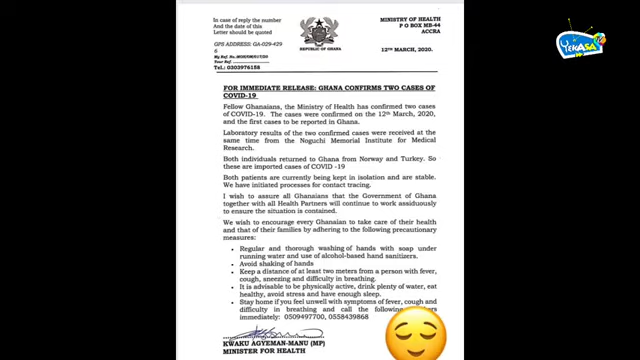 In case of reply the number
And the date of this
Letter should be quoted
GPS ADDRESS: GA-029-429
6
My Ref. No.
Your Ref.
Tel.: 0303976158
REPUBLIC OF GHANA
MINISTRY OF HEALTH
P O BOX MB-44
ACCRA
12TH MARCH, 2020.
YEKASA
FOR IMMEDIATE RELEASE: GHANA CONFIRMS TWO CASES OF
COVID-19
Fellow Ghanaians, the Ministry of Health has confirmed two cases
of COVID-19. The cases were confirmed on the 12th March, 2020,
and the first cases to be reported in Ghana.
Laboratory results of the two confirmed cases were received at the
same time from the Noguchi Memorial Institute for Medical
Research.
Both individuals returned to Ghana from Norway and Turkey. So
these are imported cases of COVID -19
Both patients are currently being kept in isolation and are stable.
We have initiated processes for contact tracing.
I wish to assure all Ghanaians that the Government of Ghana
together with all Health Partners will continue to work assiduously
to ensure the situation is contained.
We wish to encourage every Ghanaian to take care of their health
and that of their families by adhering to the following precautionary
measures:
• Regular and thorough washing of hands with soap under
running water and use of alcohol-based hand sanitizers.
• Avoid shaking of hands
• Keep a distance of at least two meters from a person with fever,
cough, sneezing and difficulty in breathing.
• It is advisable to be physically active, drink plenty of water, eat
healthy, avoid stress and have enough sleep.
• Stay home if you feel unwell with symptoms of fever, cough and
difficulty in breathing and call the following
immediately: 0509497700, 0558439868
KWAKU AGYEMAN-MANU (MP)
MINISTER FOR HEALTH